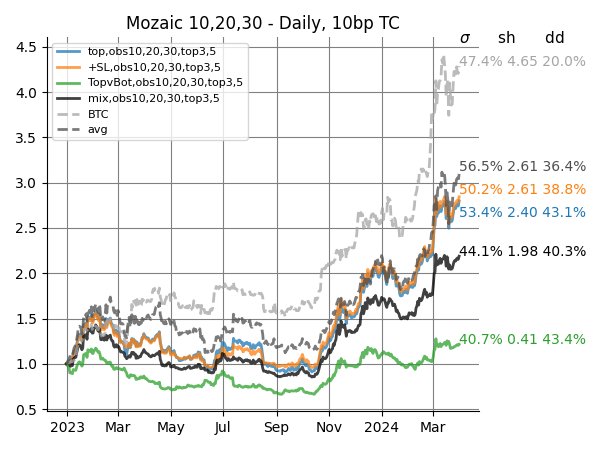 Mozaic 10,20,30 - Daily, 10bp TC
σ sh dd
top,obs10,20,30,top3,5
+SL,obs10,20,30,top3,5
TopvBot,obs10,20,30,top3,5
mix,obs10,20,30,top3,5
BTC
avg
47.4% 4.65 20.0%
56.5% 2.61 36.4%
50.2% 2.61 38.8%
53.4% 2.40 43.1%
44.1% 1.98 40.3%
40.7% 0.41 43.4%
4.5
4.0
3.5
3.0
2.5
2.0
1.5
1.0
0.5
2023 Mar May Jul Sep Nov 2024 Mar